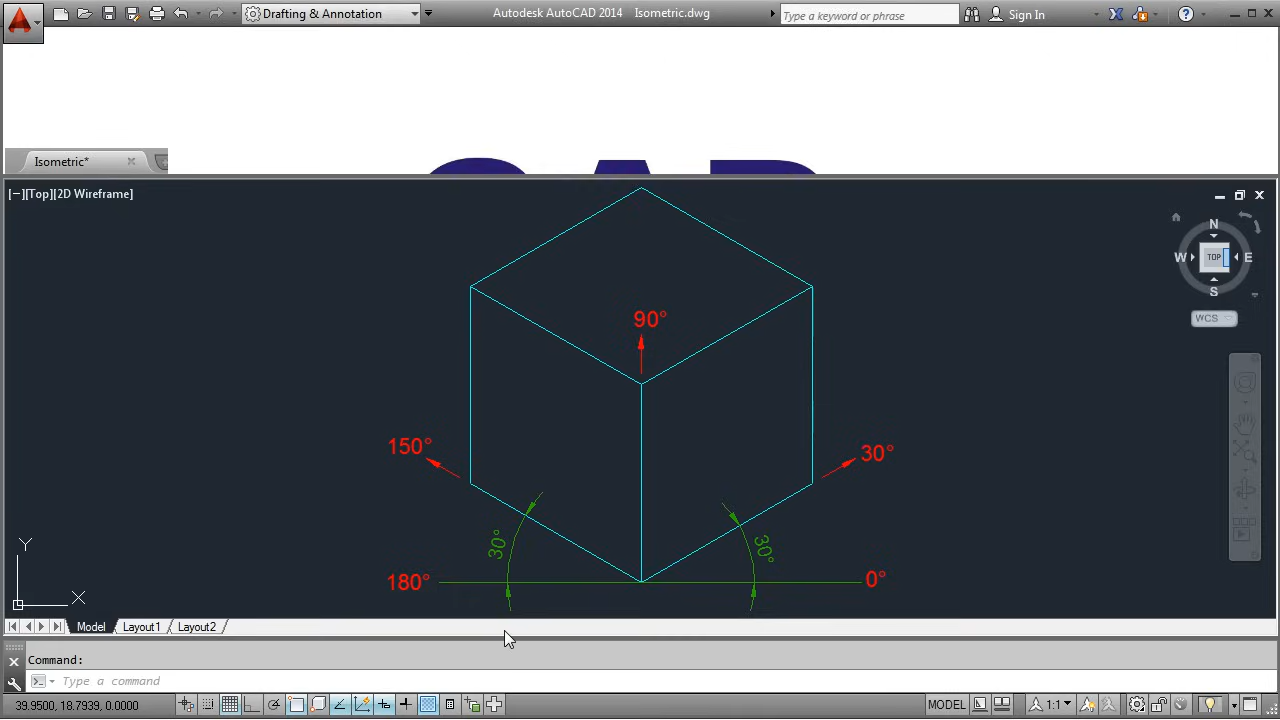 Drafting & Annotation
Autodesk AutoCAD 2014 Isometric.dwg
Type a keyword or phrase
Sign In
Isometric*
[−][Top][2D Wireframe]
N
W TOP E
S
WCS
90°
150°
30°
30°
30°
180°
0°
Y
X
Model Layout1 Layout2
Command:
Type a command
39.9500, 18.7939, 0.0000
MODEL
1:1